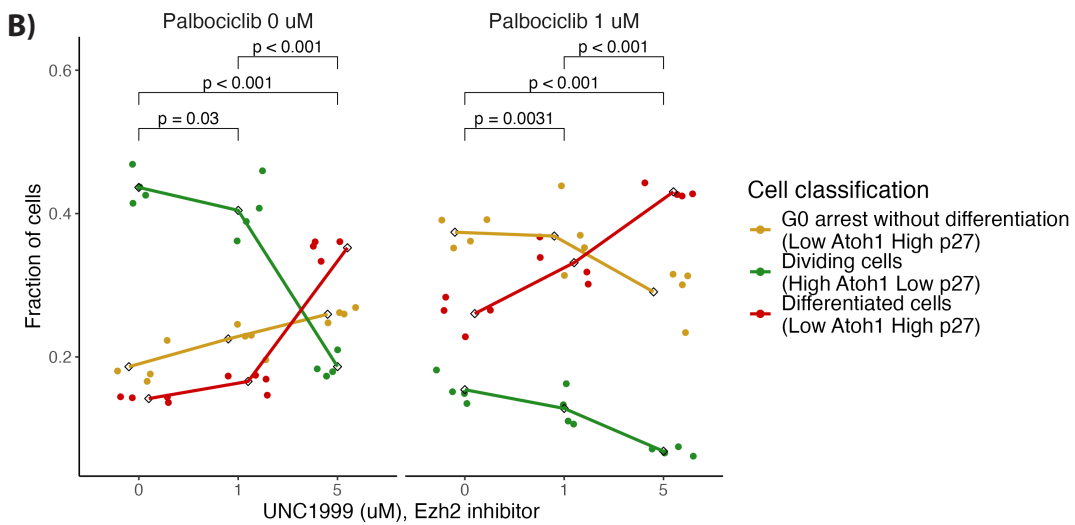 B)
Palbociclib 0 uM
Palbociclib 1 uM
p < 0.001
p < 0.001
p = 0.03
p < 0.001
p < 0.001
p = 0.0031
Fraction of cells
0.6
0.4
0.2
0
1
5
0
1
5
UNC1999 (uM), Ezh2 inhibitor
Cell classification
G0 arrest without differentiation
(Low Atoh1 High p27)
Dividing cells
(High Atoh1 Low p27)
Differentiated cells
(Low Atoh1 High p27)